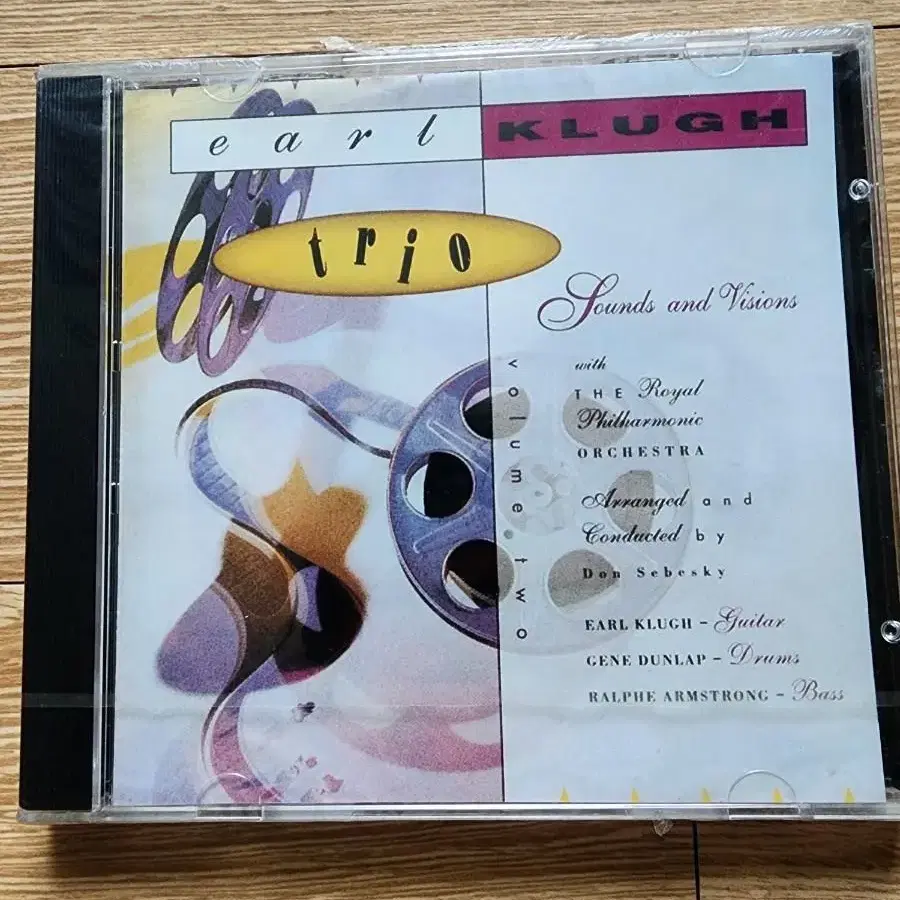 earl KLUGH
trio
Sounds and Visions
volume two
with
THE Royal
Philharmonic
ORCHESTRA
Arranged and
Conducted by
Don Sebesky
EARL KLUGH – Guitar
GENE DUNLAP – Drums
RALPHE ARMSTRONG – Bass